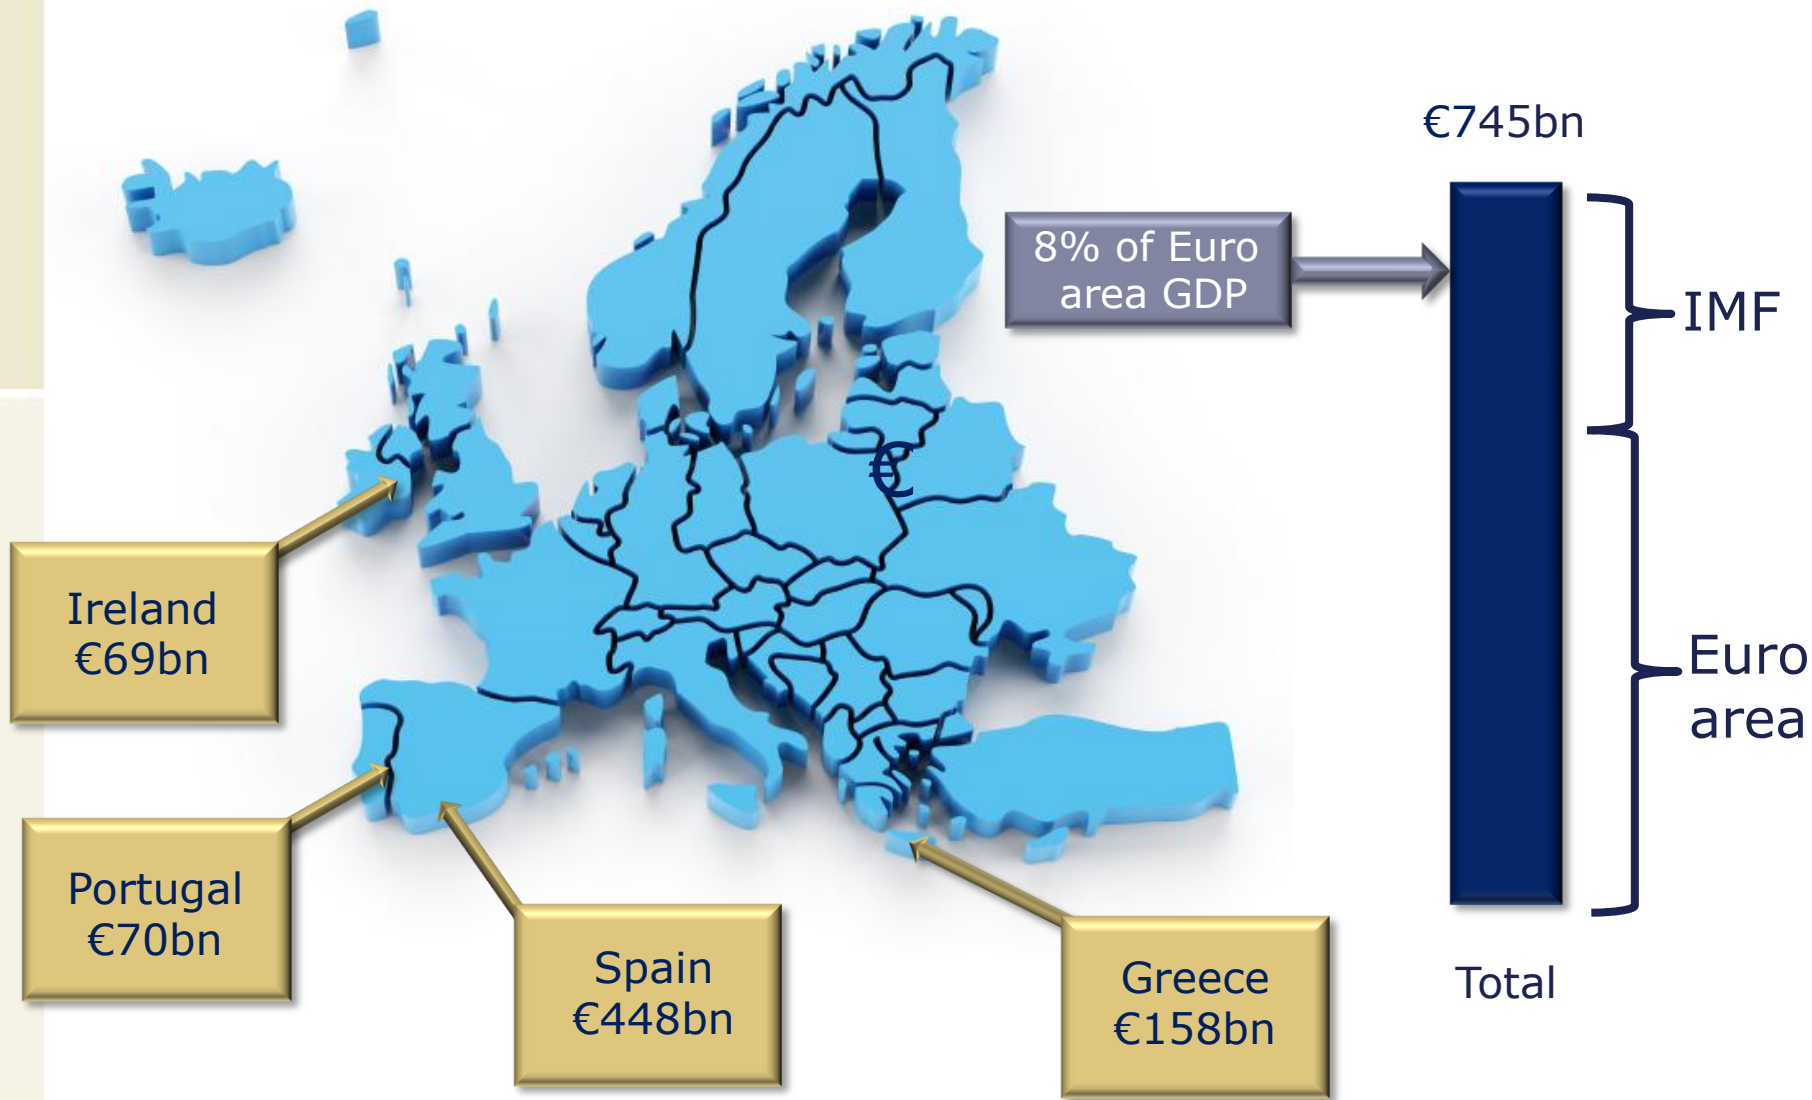 €745bn
8% of Euro
area GDP
IMF
€
Ireland
€69bn
Euro
area
Portugal
€70bn
Spain
€448bn
Greece
€158bn
Total